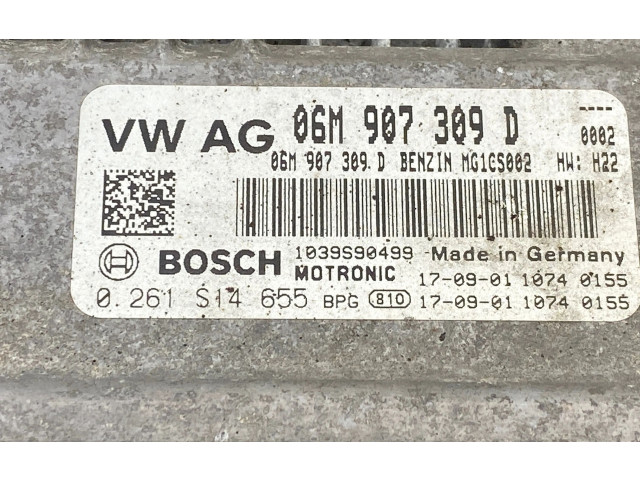 VW AG 06M 907 309 D ----
0002
06M 907 309 D BENZIN MG1CS002 HW: H22
BOSCH 1039S90499 Made in Germany
MOTRONIC 17-09-01 1074 0155
0 261 S14 655 BPG 810 17-09-01 1074 0155